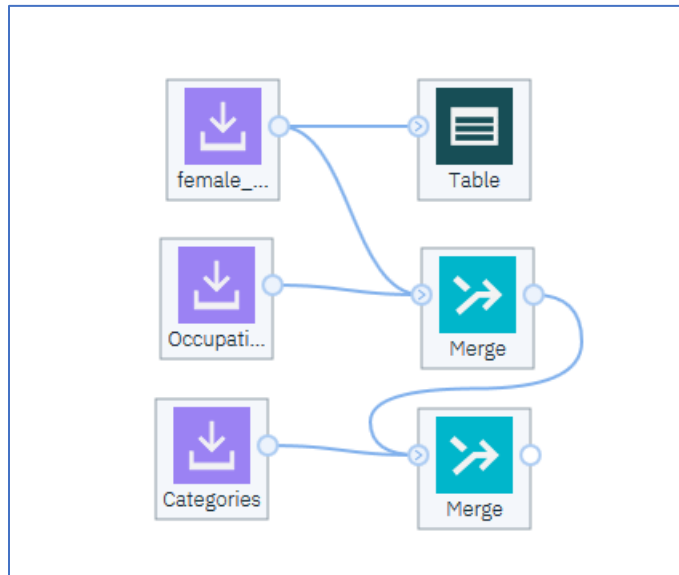 female_...
Table
Occupati...
Merge
Categories
Merge